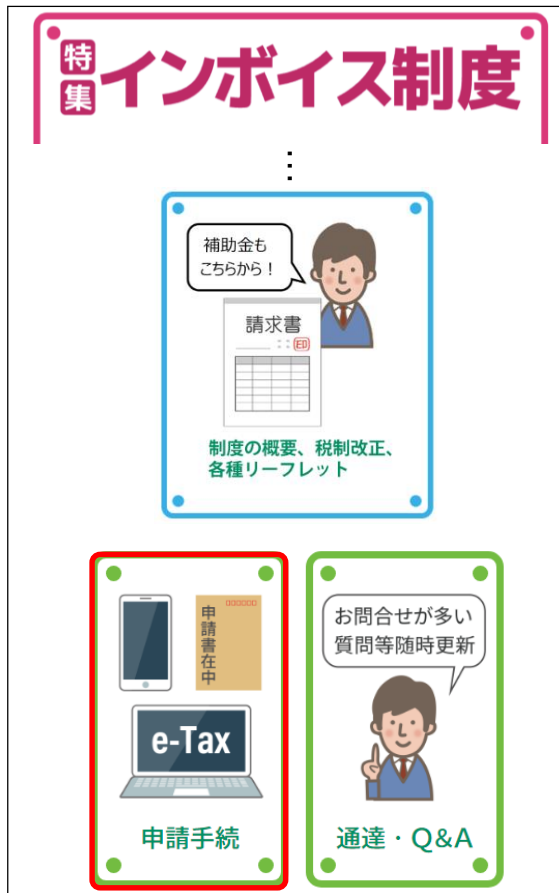 特集 インボイス制度
補助金も
こちらから！
請求書
印
制度の概要、税制改正、
各種リーフレット
申請書在中
e-Tax
申請手続
お問合せが多い
質問等随時更新
通達・Q&A